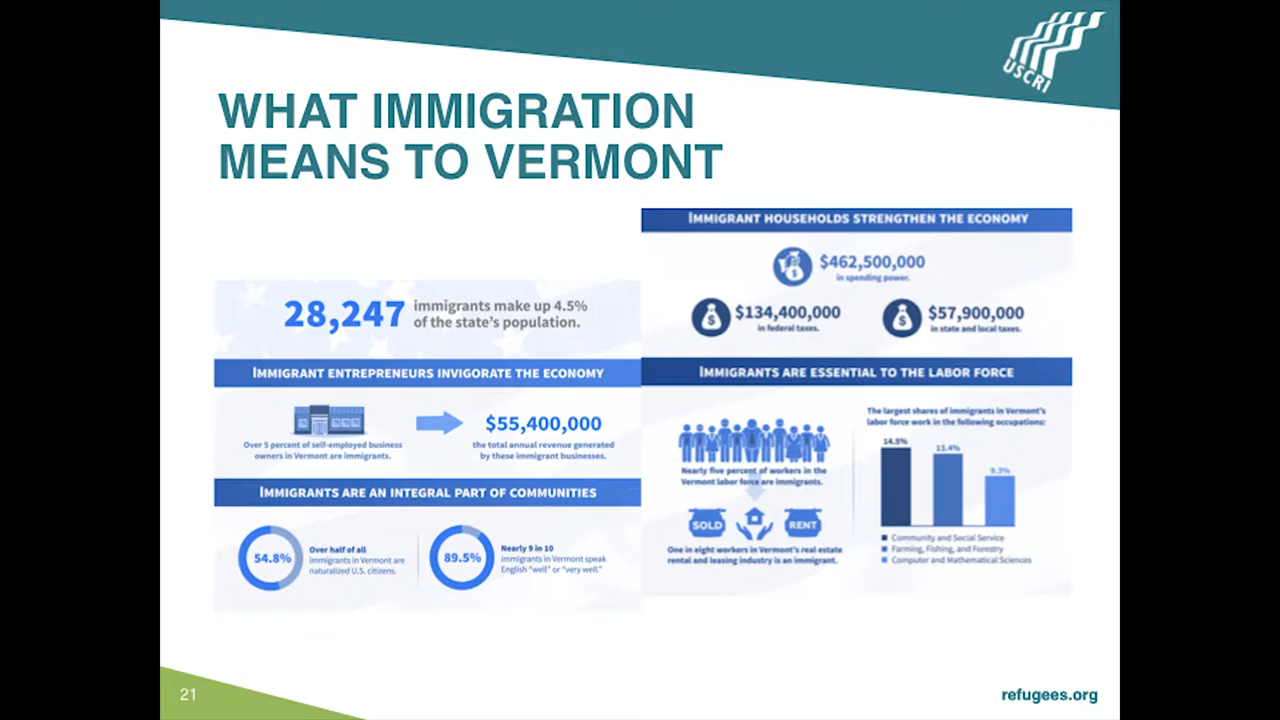 USCRI
WHAT IMMIGRATION
MEANS TO VERMONT
28,247
immigrants make up 4.5%
of the state's population.
IMMIGRANT ENTREPRENEURS INVIGORATE THE ECONOMY
Over 5 percent of self-employed business
owners in Vermont are immigrants.
$55,400,000
the total annual revenue generated
by these immigrant businesses.
IMMIGRANTS ARE AN INTEGRAL PART OF COMMUNITIES
54.8%
Over half of all
immigrants in Vermont are
naturalized U.S. citizens.
89.5%
Nearly 9 in 10
immigrants in Vermont speak
English "well" or "very well."
IMMIGRANT HOUSEHOLDS STRENGTHEN THE ECONOMY
$462,500,000
in spending power.
$134,400,000
in federal taxes.
$57,900,000
in state and local taxes.
IMMIGRANTS ARE ESSENTIAL TO THE LABOR FORCE
Nearly five percent of workers in the
Vermont labor force are immigrants.
SOLD
RENT
One in eight workers in Vermont's real estate
rental and leasing industry is an immigrant.
The largest shares of immigrants in Vermont's
labor force work in the following occupations:
14.5%
13.4%
9.3%
Community and Social Service
Farming, Fishing, and Forestry
Computer and Mathematical Sciences
21
refugees.org